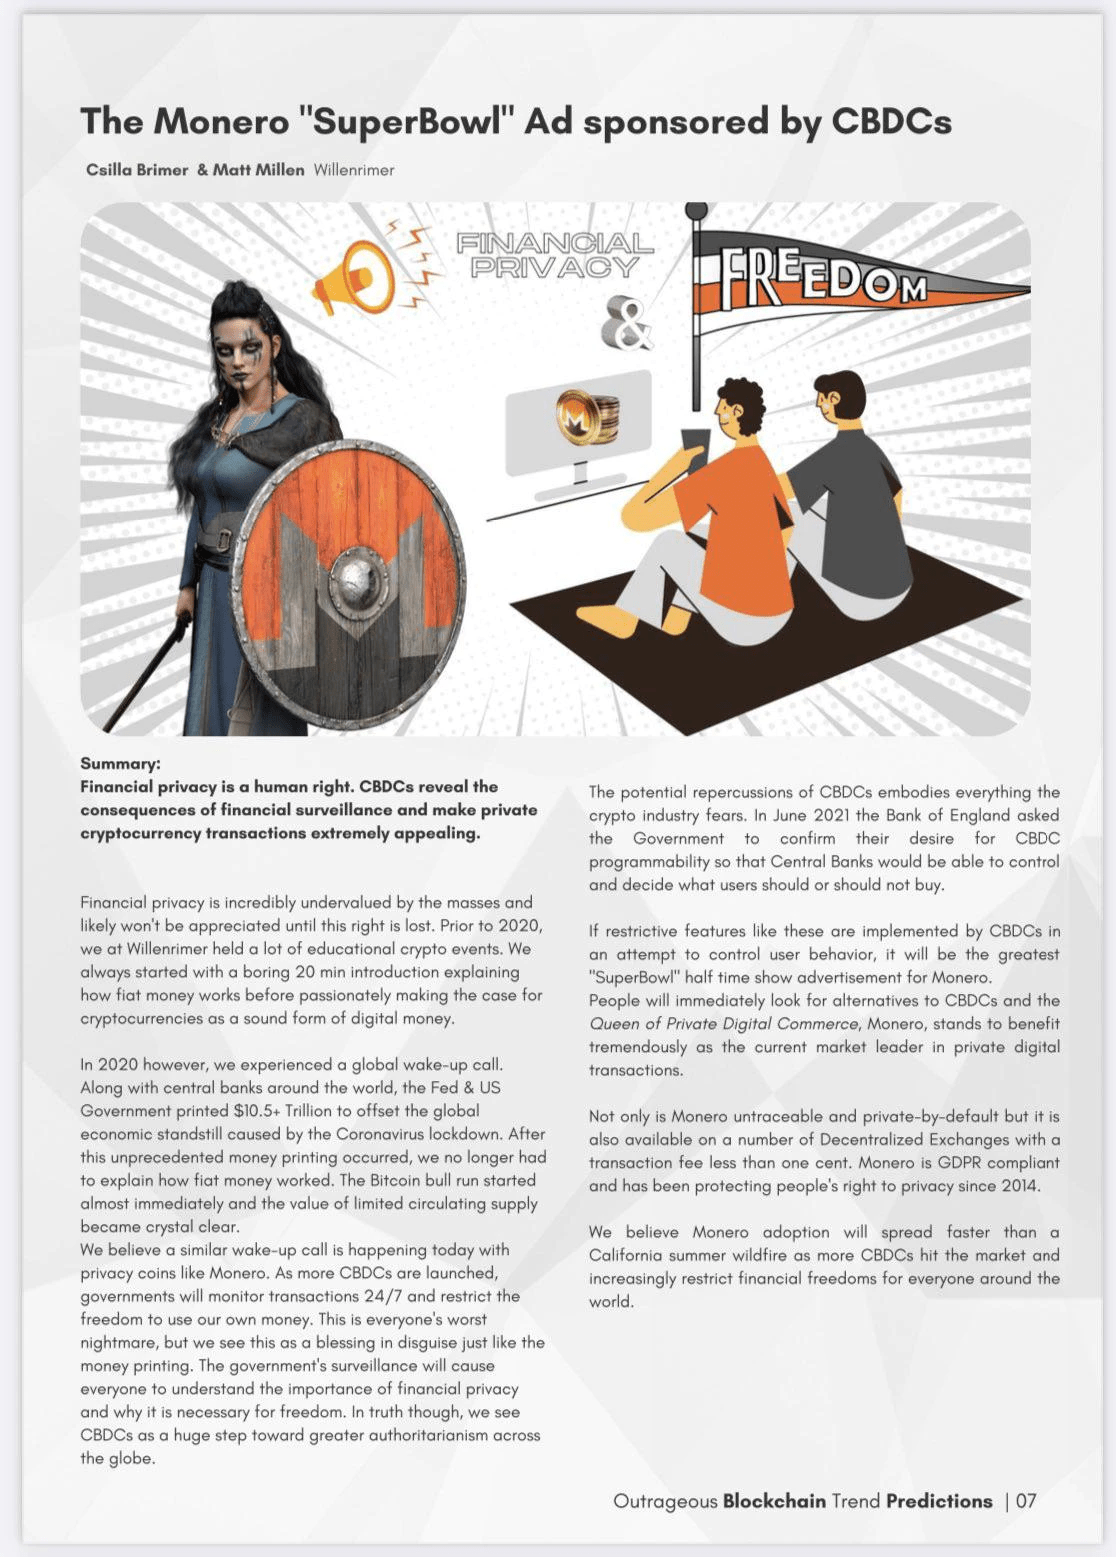 The Monero "SuperBowl" Ad sponsored by CBDCs
Csilla Brimer & Matt Millen Willenrimer
FINANCIAL
PRIVACY
&
FREEDOM
M
Summary:
Financial privacy is a human right. CBDCs reveal the
consequences of financial surveillance and make private
cryptocurrency transactions extremely appealing.
Financial privacy is incredibly undervalued by the masses and
likely won't be appreciated until this right is lost. Prior to 2020,
we at Willenrimer held a lot of educational crypto events. We
always started with a boring 20 min introduction explaining
how fiat money works before passionately making the case for
cryptocurrencies as a sound form of digital money.
In 2020 however, we experienced a global wake-up call.
Along with central banks around the world, the Fed & US
Government printed $10.5+ Trillion to offset the global
economic standstill caused by the Coronavirus lockdown. After
this unprecedented money printing occurred, we no longer had
to explain how fiat money worked. The Bitcoin bull run started
almost immediately and the value of limited circulating supply
became crystal clear.
We believe a similar wake-up call is happening today with
privacy coins like Monero. As more CBDCs are launched,
governments will monitor transactions 24/7 and restrict the
freedom to use our own money. This is everyone's worst
nightmare, but we see this as a blessing in disguise just like the
money printing. The government's surveillance will cause
everyone to understand the importance of financial privacy
and why it is necessary for freedom. In truth though, we see
CBDCs as a huge step toward greater authoritarianism across
the globe.
The potential repercussions of CBDCs embodies everything the
crypto industry fears. In June 2021 the Bank of England asked
the Government to confirm their desire for CBDC
programmability so that Central Banks would be able to control
and decide what users should or should not buy.
If restrictive features like these are implemented by CBDCs in
an attempt to control user behavior, it will be the greatest
"SuperBowl" half time show advertisement for Monero.
People will immediately look for alternatives to CBDCs and the
Queen of Private Digital Commerce, Monero, stands to benefit
tremendously as the current market leader in private digital
transactions.
Not only is Monero untraceable and private-by-default but it is
also available on a number of Decentralized Exchanges with a
transaction fee less than one cent. Monero is GDPR compliant
and has been protecting people's right to privacy since 2014.
We believe Monero adoption will spread faster than a
California summer wildfire as more CBDCs hit the market and
increasingly restrict financial freedoms for everyone around the
world.
Outrageous Blockchain Trend Predictions | 07